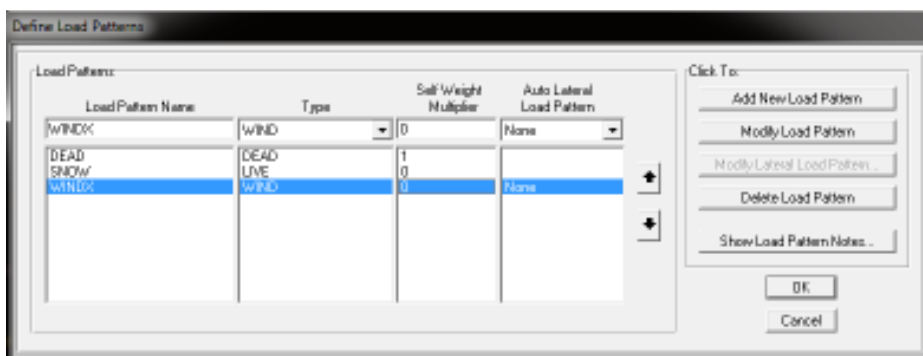 Define Load Patterns
Load Patterns
Click To:
Load Pattern Name Type Self Weight Multiplier Auto Lateral Load Pattern
WINDX WIND 0 None
DEAD DEAD 1
SNOW LIVE 0
WINDX WIND 0 None
Add New Load Pattern
Modify Load Pattern
Modify Lateral Load Pattern...
Delete Load Pattern
Show Load Pattern Notes...
OK
Cancel